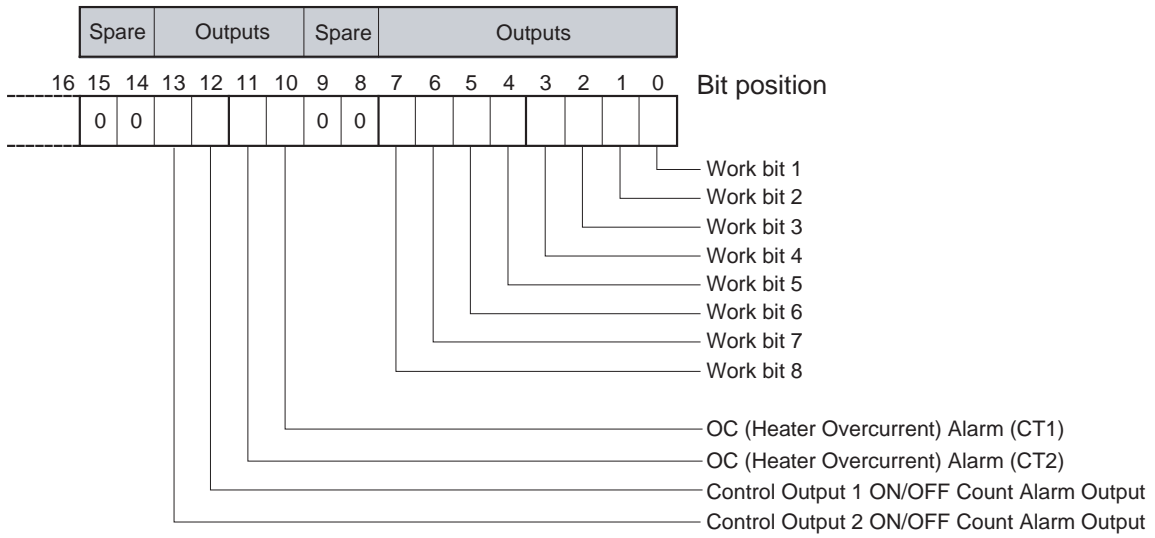 Spare Outputs Spare Outputs
16 15 14 13 12 11 10 9 8 7 6 5 4 3 2 1 0 Bit position
0 0 0 0
Work bit 1
Work bit 2
Work bit 3
Work bit 4
Work bit 5
Work bit 6
Work bit 7
Work bit 8
OC (Heater Overcurrent) Alarm (CT1)
OC (Heater Overcurrent) Alarm (CT2)
Control Output 1 ON/OFF Count Alarm Output
Control Output 2 ON/OFF Count Alarm Output